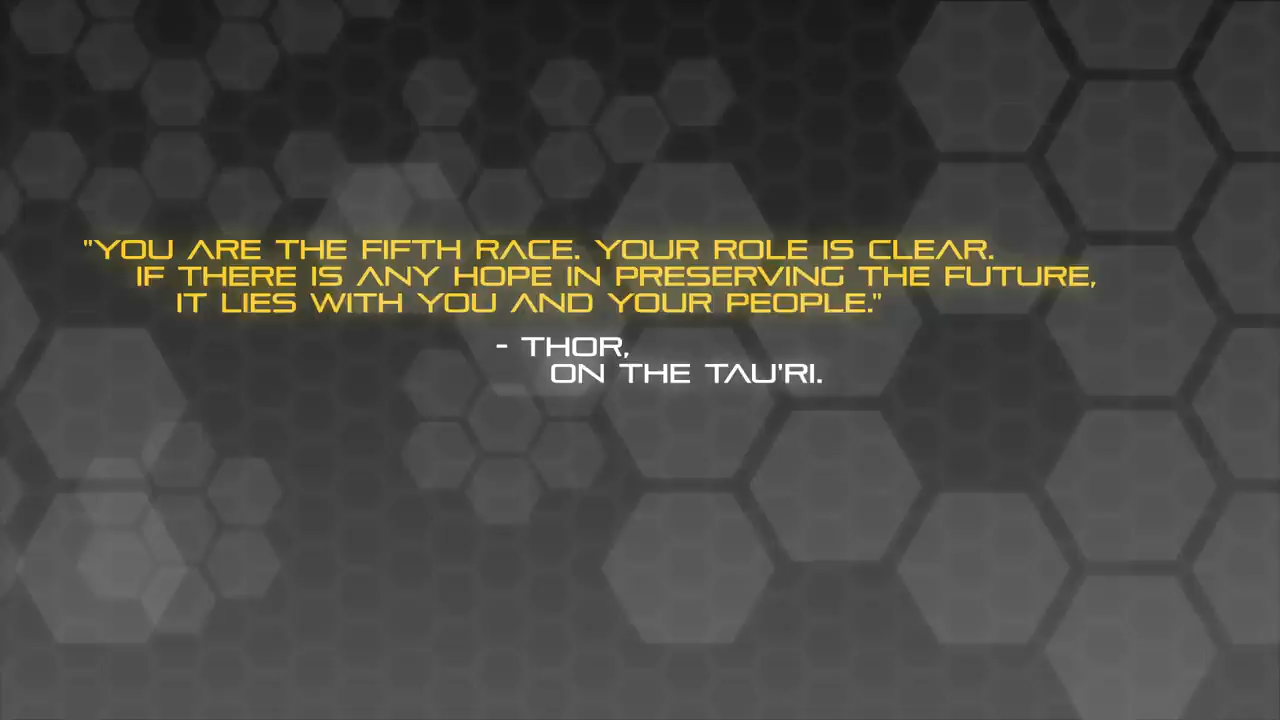 "YOU ARE THE FIFTH RACE. YOUR ROLE IS CLEAR.
IF THERE IS ANY HOPE IN PRESERVING THE FUTURE,
IT LIES WITH YOU AND YOUR PEOPLE."
- THOR,
ON THE TAU'RI.